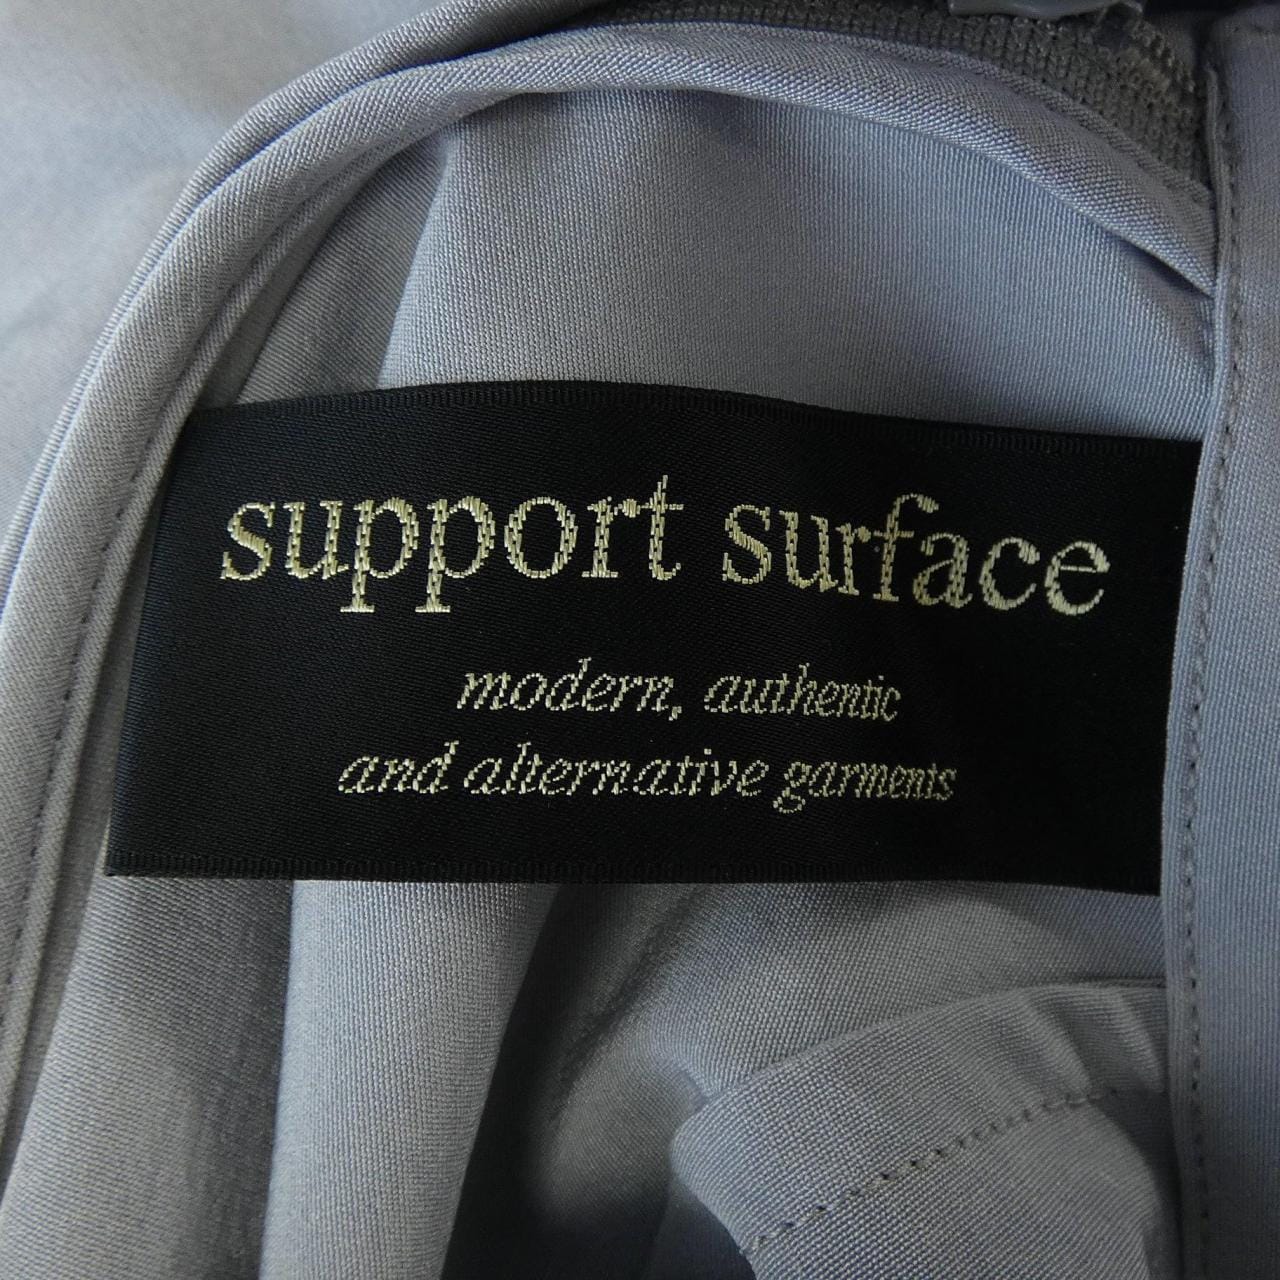 support surface
modern, authentic
and alternative garments